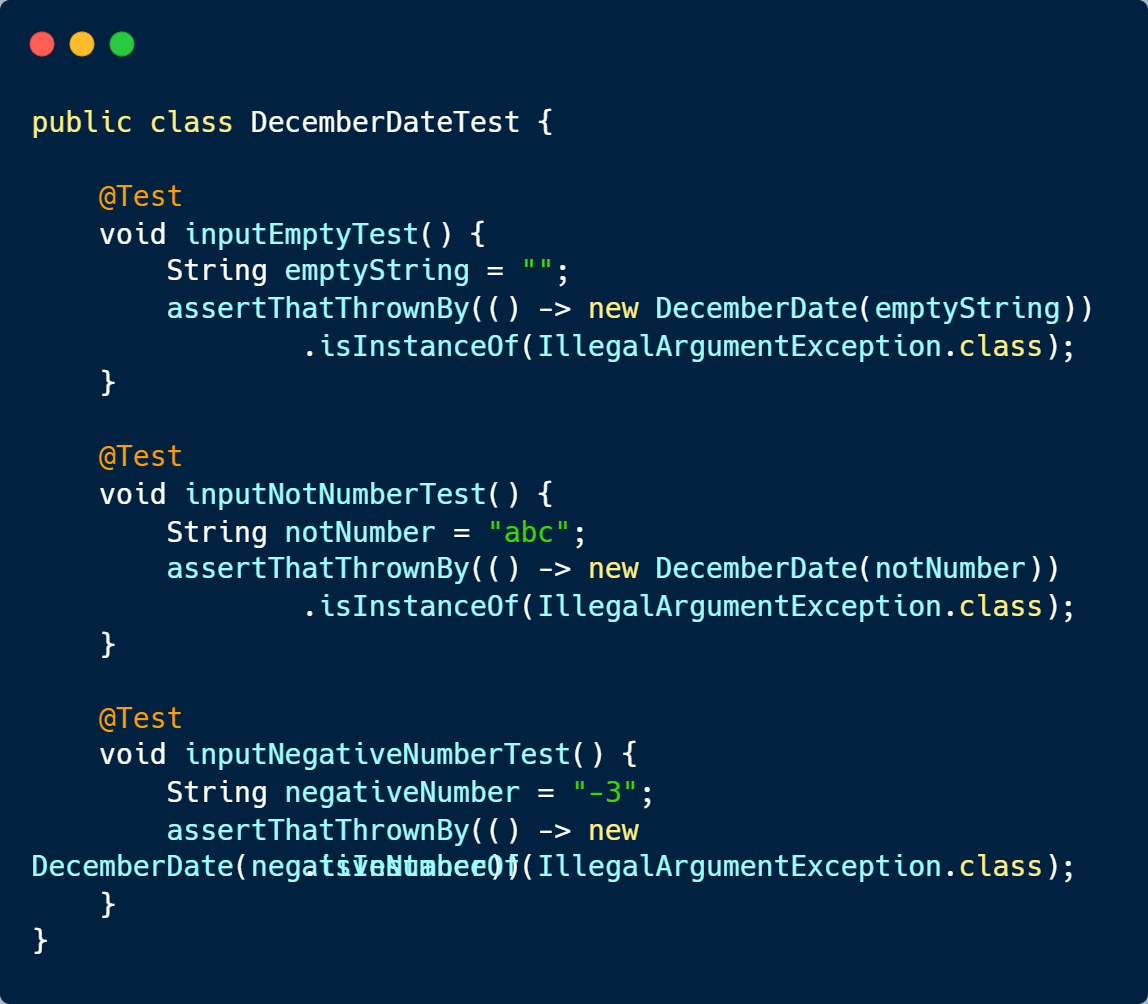 public class DecemberDateTest {
@Test
void inputEmptyTest() {
String emptyString = "";
assertThatThrownBy(() -> new DecemberDate(emptyString))
.isInstanceOf(IllegalArgumentException.class);
}
@Test
void inputNotNumberTest() {
String notNumber = "abc";
assertThatThrownBy(() -> new DecemberDate(notNumber))
.isInstanceOf(IllegalArgumentException.class);
}
@Test
void inputNegativeNumberTest() {
String negativeNumber = "-3";
assertThatThrownBy(() -> new
DecemberDate(negativeNumber))
.isInstanceOf(IllegalArgumentException.class);
}
}